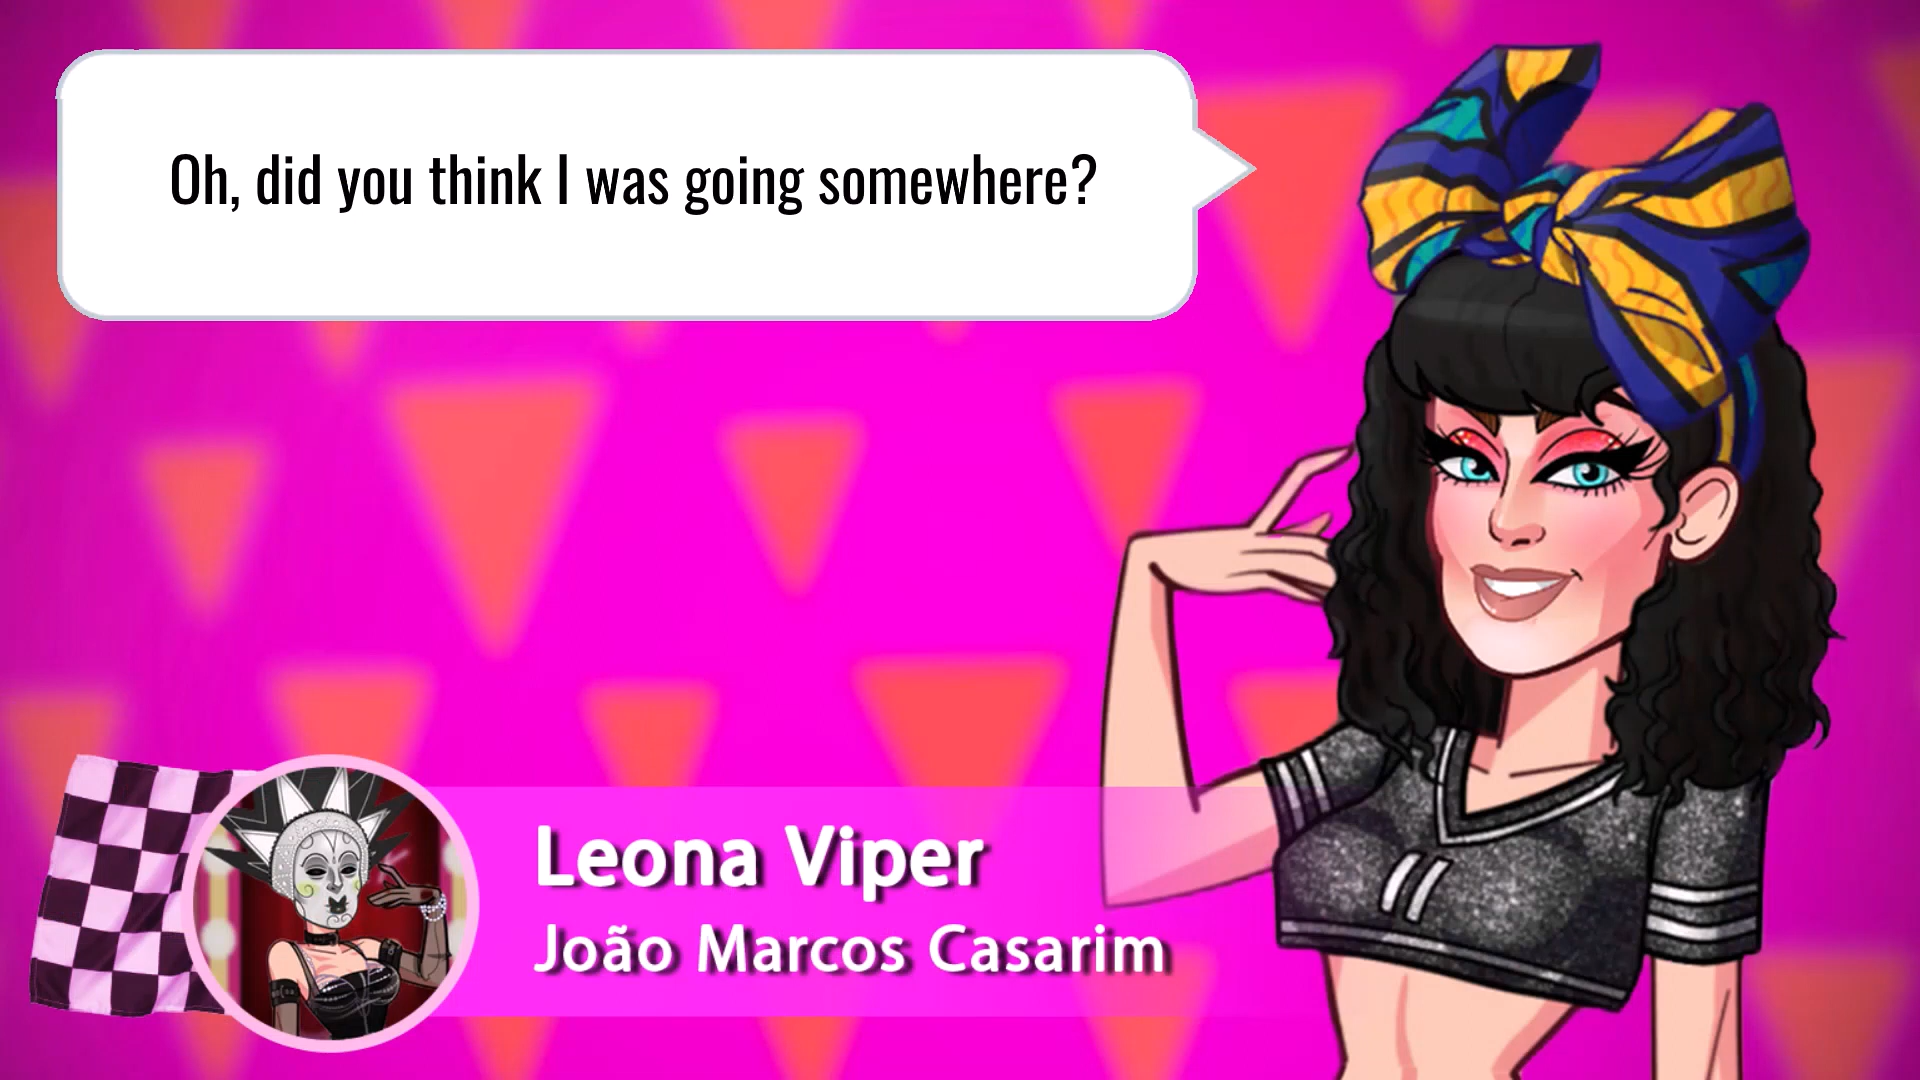 Oh, did you think I was going somewhere?
Leona Viper
João Marcos Casarim